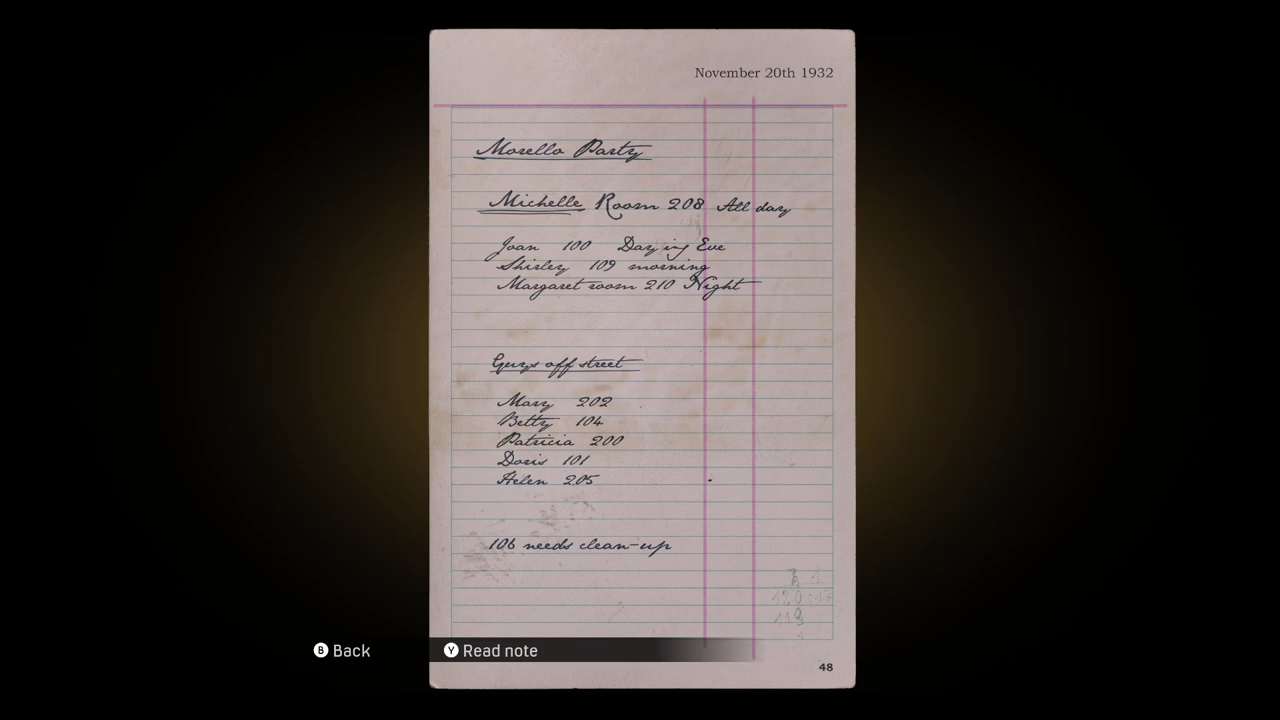 November 20th 1932
Morello Party
Michelle Room 208 All day
Joan 100 Day ing Eve
Shirley 109 morning
Margaret room 210 Night
Guys off street
Mary 202
Betty 104
Patricia 200
Doris 101
Helen 205
106 needs clean-up
B Back
Y Read note
48